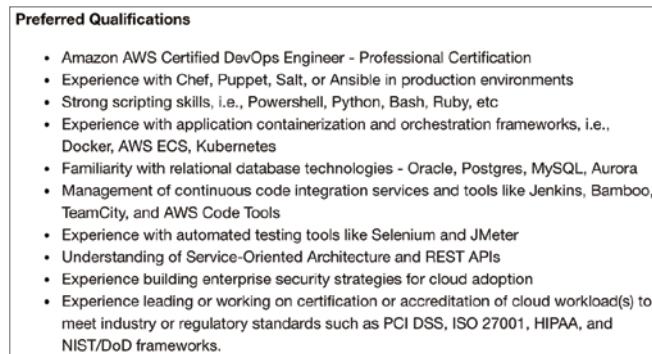 Preferred Qualifications
• Amazon AWS Certified DevOps Engineer - Professional Certification
• Experience with Chef, Puppet, Salt, or Ansible in production environments
• Strong scripting skills, i.e., Powershell, Python, Bash, Ruby, etc
• Experience with application containerization and orchestration frameworks, i.e.,
Docker, AWS ECS, Kubernetes
• Familiarity with relational database technologies - Oracle, Postgres, MySQL, Aurora
• Management of continuous code integration services and tools like Jenkins, Bamboo,
TeamCity, and AWS Code Tools
• Experience with automated testing tools like Selenium and JMeter
• Understanding of Service-Oriented Architecture and REST APIs
• Experience building enterprise security strategies for cloud adoption
• Experience leading or working on certification or accreditation of cloud workload(s) to
meet industry or regulatory standards such as PCI DSS, ISO 27001, HIPAA, and
NIST/DoD frameworks.